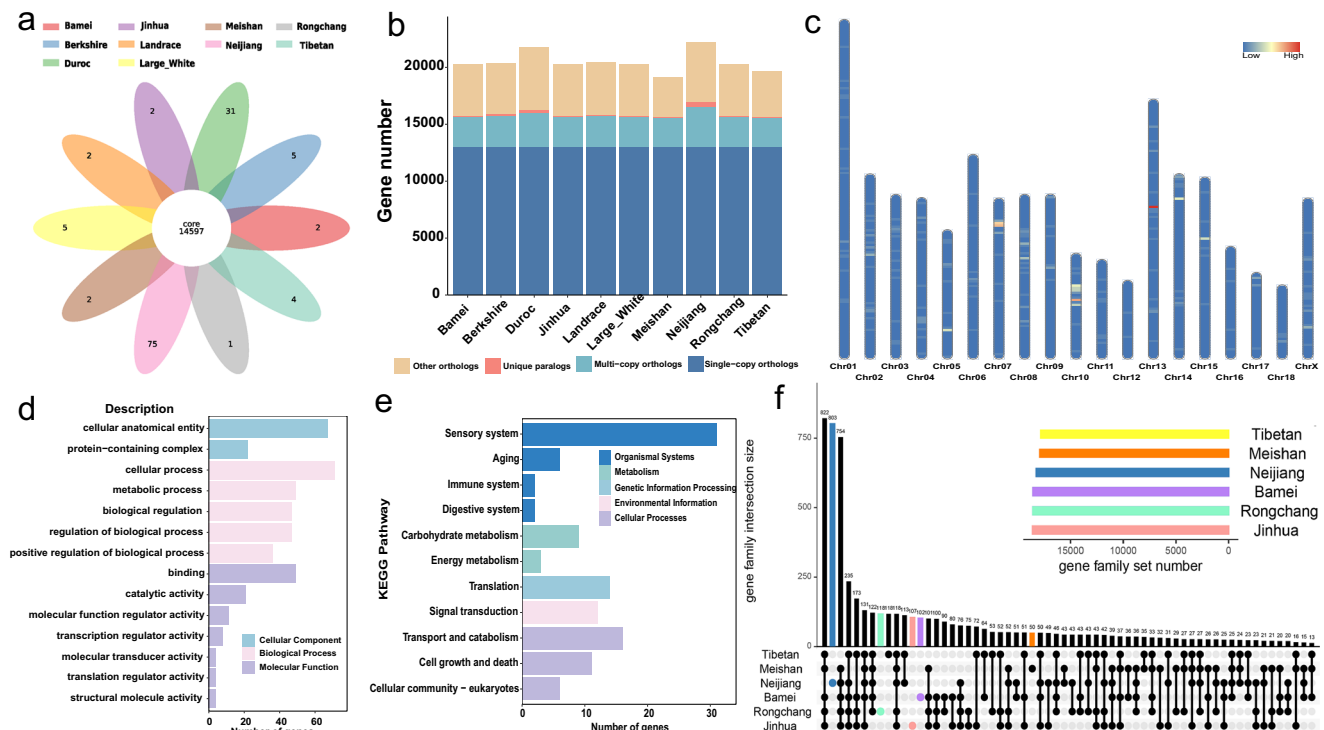 a
Bamei
Jinhua
Meishan
Rongchang
Berkshire
Landrace
Neijiang
Tibetan
Duroc
Large_White
2
31
2
5
5
core
14597
2
2
4
75
1
b
Gene number
20000
15000
10000
5000
0
Bamei
Berkshire
Duroc
Jinhua
Landrace
Large_White
Meishan
Neijiang
Rongchang
Tibetan
Other orthologs
Unique paralogs
Multi−copy orthologs
Single−copy orthologs
c
Low
High
Chr01
Chr02
Chr03
Chr04
Chr05
Chr06
Chr07
Chr08
Chr09
Chr10
Chr11
Chr12
Chr13
Chr14
Chr15
Chr16
Chr17
Chr18
ChrX
d
Description
cellular anatomical entity
protein−containing complex
cellular process
metabolic process
biological regulation
regulation of biological process
positive regulation of biological process
binding
catalytic activity
molecular function regulator activity
transcription regulator activity
molecular transducer activity
translation regulator activity
structural molecule activity
Cellular Component
Biological Process
Molecular Function
0
20
40
60
Number of genes
e
KEGG Pathway
Sensory system
Aging
Immune system
Digestive system
Carbohydrate metabolism
Energy metabolism
Translation
Signal transduction
Transport and catabolism
Cell growth and death
Cellular community − eukaryotes
Organismal Systems
Metabolism
Genetic Information Processing
Environmental Information
Cellular Processes
0
10
20
30
Number of genes
f
gene family intersection size
750
500
250
0
822
803
754
235
173
131
122
Tibetan
Meishan
Neijiang
Bamei
Rongchang
Jinhua
15000
10000
5000
0
gene family set number
Tibetan
Meishan
Neijiang
Bamei
Rongchang
Jinhua